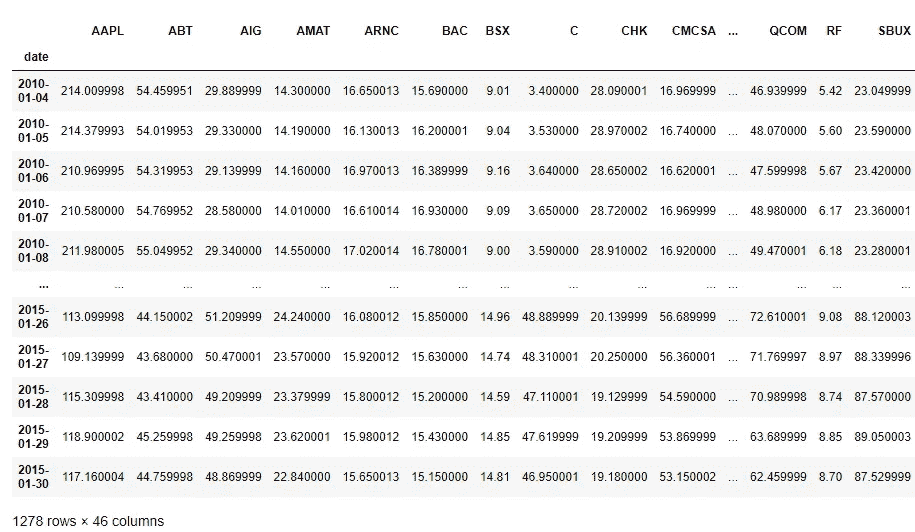 AAPL ABT AIG AMAT ARNC BAC BSX C CHK CMCSA ... QCOM RF SBUX
date
2010-01-04 214.009998 54.459951 29.889999 14.300000 16.650013 15.690000 9.01 3.400000 28.090001 16.969999 ... 46.939999 5.42 23.049999
2010-01-05 214.379993 54.019953 29.330000 14.190000 16.130013 16.200001 9.04 3.530000 28.970002 16.740000 ... 48.070000 5.60 23.590000
2010-01-06 210.969995 54.319953 29.139999 14.160000 16.970013 16.389999 9.16 3.640000 28.650002 16.620001 ... 47.599998 5.67 23.420000
2010-01-07 210.580000 54.769952 28.580000 14.010000 16.610014 16.930000 9.09 3.650000 28.720002 16.969999 ... 48.980000 6.17 23.360001
2010-01-08 211.980005 55.049952 29.340000 14.550000 17.020014 16.780001 9.00 3.590000 28.910002 16.920000 ... 49.470001 6.18 23.280001
... ... ... ... ... ... ... ... ... ... ... ... ... ... ...
2015-01-26 113.099998 44.150002 51.209999 24.240000 16.080012 15.850000 14.96 48.889999 20.139999 56.689999 ... 72.610001 9.08 88.120003
2015-01-27 109.139999 43.680000 50.470001 23.570000 15.920012 15.630000 14.74 48.310001 20.250000 56.360001 ... 71.769997 8.97 88.339996
2015-01-28 115.309998 43.410000 49.209999 23.379999 15.800012 15.200000 14.59 47.110001 19.129999 54.590000 ... 70.989998 8.74 87.570000
2015-01-29 118.900002 45.259998 49.259998 23.620001 15.980012 15.430000 14.85 47.619999 19.209999 53.869999 ... 63.689999 8.85 89.050003
2015-01-30 117.160004 44.759998 48.869999 22.840000 15.650013 15.150000 14.81 46.950001 19.180000 53.150002 ... 62.459999 8.70 87.529999
1278 rows × 46 columns